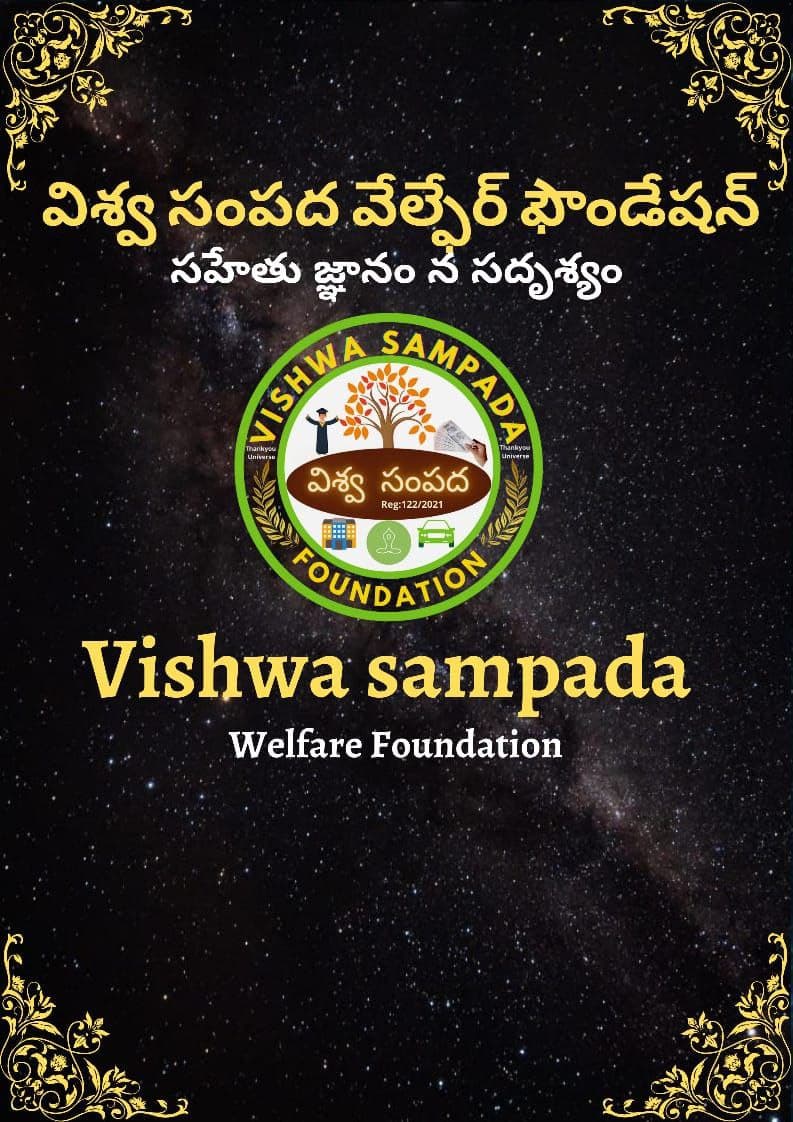 విశ్వ సంపద వేల్ఫేర్ ఫౌండేషన్
సహేతు జ్ఞానం న సదృశ్యం
VISHWA SAMPADA
Thankyou
Universe
Thankyou
Universe
విశ్వ సంపద
Reg:122/2021
FOUNDATION
Vishwa sampada
Welfare Foundation